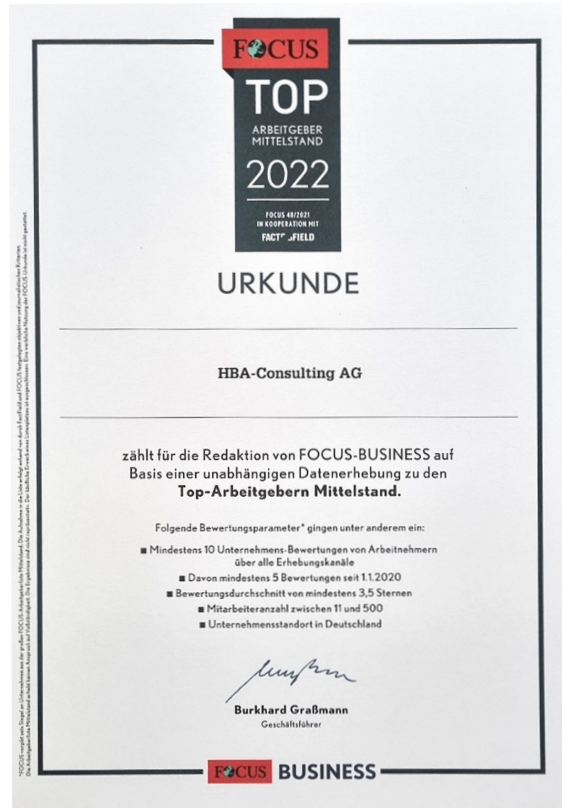 FOCUS
TOP
ARBEITGEBER
MITTELSTAND
2022
FOCUS 48/2021
IN KOOPERATION MIT
FACT FIELD
URKUNDE
HBA-Consulting AG
zählt für die Redaktion von FOCUS-BUSINESS auf
Basis einer unabhängigen Datenerhebung zu den
Top-Arbeitgebern Mittelstand.
Folgende Bewertungsparameter* gingen unter anderem ein:
■ Mindestens 10 Unternehmens-Bewertungen von Arbeitnehmern
über alle Erhebungskanäle
■ Davon mindestens 5 Bewertungen seit 1.1.2020
■ Bewertungsdurchschnitt von mindestens 3,5 Sternen
■ Mitarbeiteranzahl zwischen 11 und 500
■ Unternehmensstandort in Deutschland
Burkhard Graßmann
Geschäftsführer
FOCUS BUSINESS